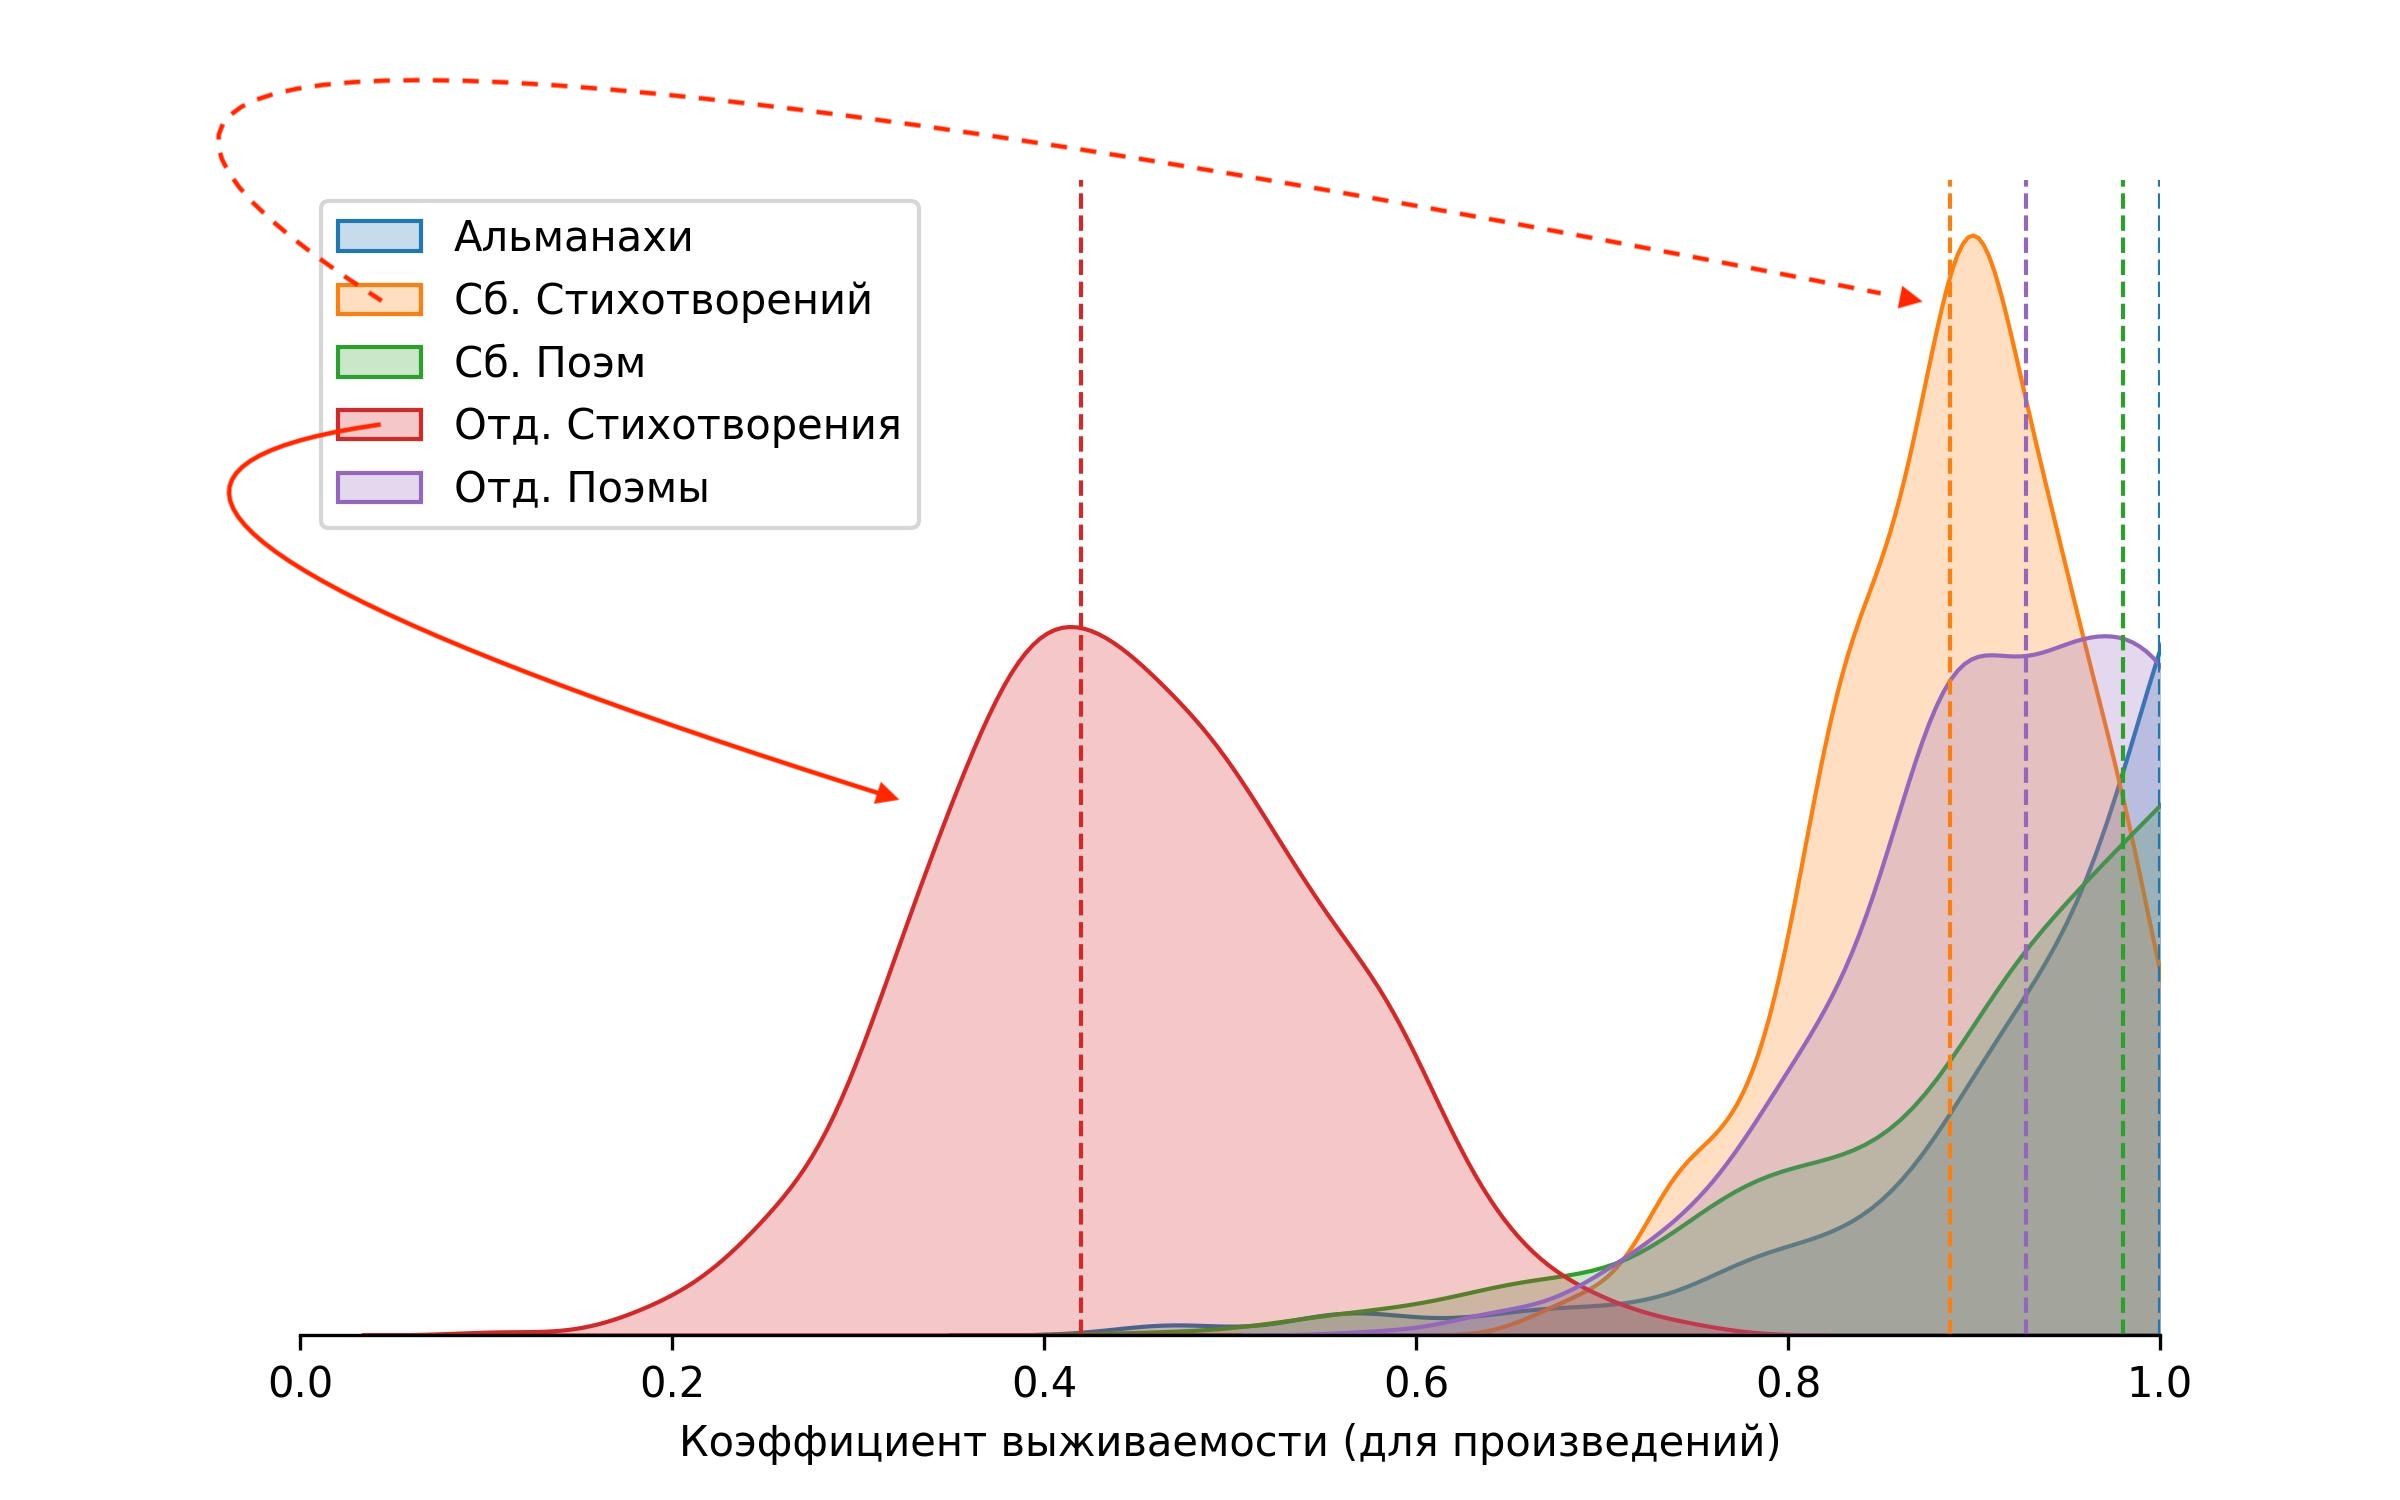 Альманахи
Сб. Стихотворений
Сб. Поэм
Отд. Стихотворения
Отд. Поэмы
0.0 0.2 0.4 0.6 0.8 1.0
Коэффициент выживаемости (для произведений)